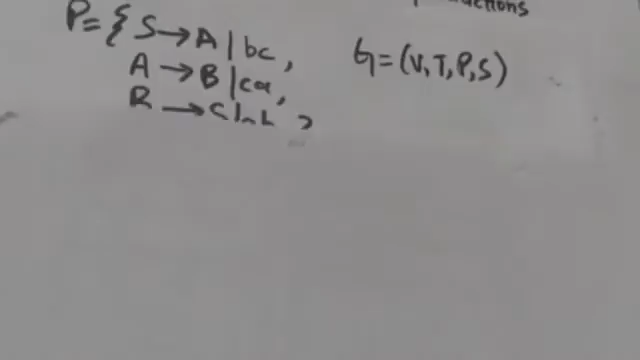 P = { S → A | bc ,
G = (V, T, P, S)
A → B | ca ,
→